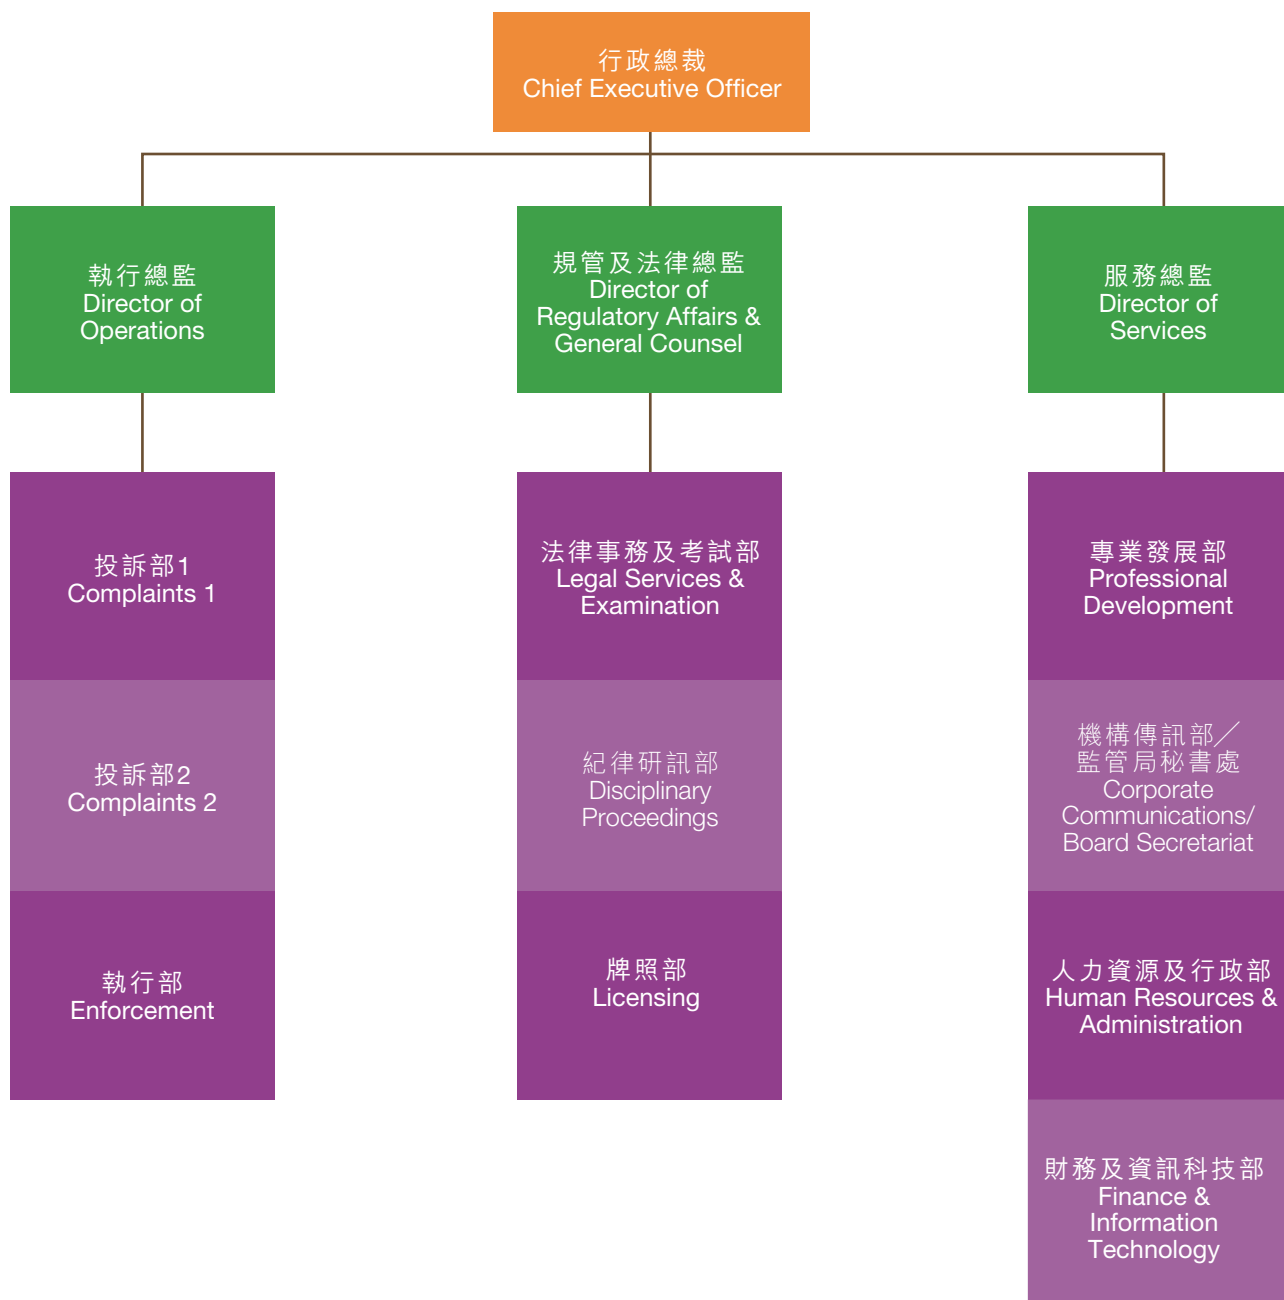 行政總裁
Chief Executive Officer
執行總監
Director of
Operations
規管及法律總監
Director of
Regulatory Affairs &
General Counsel
服務總監
Director of
Services
投訴部1
Complaints 1
投訴部2
Complaints 2
執行部
Enforcement
法律事務及考試部
Legal Services &
Examination
紀律研訊部
Disciplinary
Proceedings
牌照部
Licensing
專業發展部
Professional
Development
機構傳訊部／
監管局秘書處
Corporate
Communications/
Board Secretariat
人力資源及行政部
Human Resources &
Administration
財務及資訊科技部
Finance &
Information
Technology